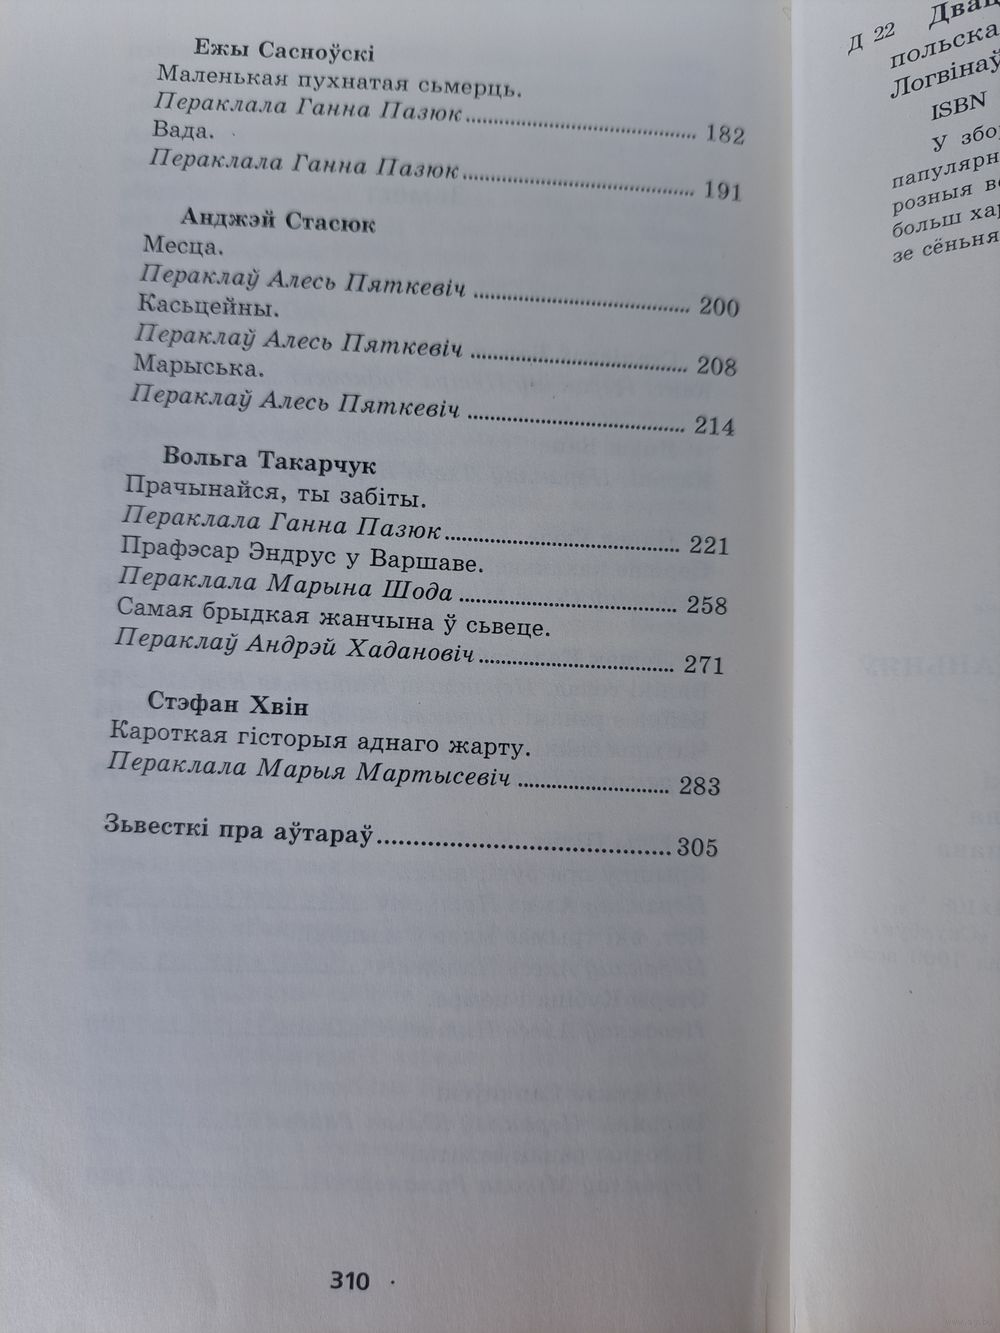 Ежы Сасноўскі
Маленькая пухнатая сьмерць.
Пераклала Ганна Пазюк........................ 182
Вада.
Пераклала Ганна Пазюк........................ 191
Анджэй Стасюк
Месца.
Пераклаў Алесь Пяткевіч ........................ 200
Касьцейны.
Пераклаў Алесь Пяткевіч ........................ 208
Марыська.
Пераклаў Алесь Пяткевіч ........................ 214
Вольга Такарчук
Прачынайся, ты забіты.
Пераклала Ганна Пазюк........................ 221
Прафэсар Эндрус у Варшаве.
Пераклала Марына Шода ........................ 258
Самая брыдкая жанчына ў сьвеце.
Пераклаў Андрэй Хадановіч........................ 271
Стэфан Хвін
Кароткая гісторыя аднаго жарту.
Пераклала Марыя Мартысевіч ........................ 283
Зьвесткі пра аўтараў........................ 305
310
Д 22
польска
Логвінаў
ISBN
У
папулярн
розныя
больш
зе сёньня